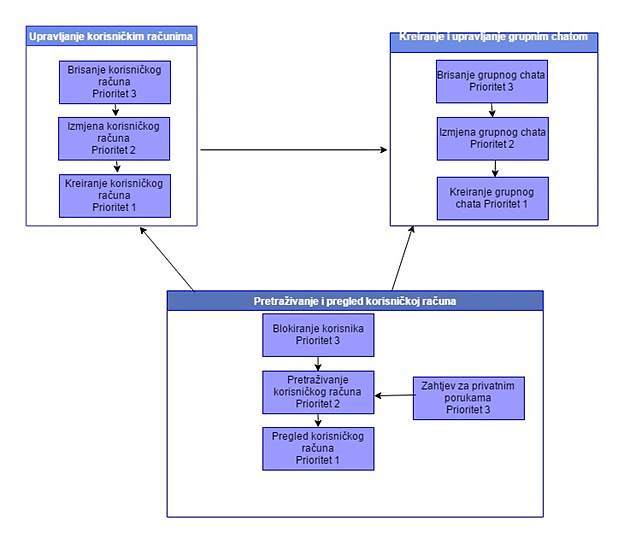 Upravljanje korisničkim računima
Brisanje korisničkog
računa
Prioritet 3
Izmjena korisničkog
računa
Prioritet 2
Kreiranje korisničkog
računa
Prioritet 1
Kreiranje i upravljanje grupnim chatom
Brisanje grupnog chata
Prioritet 3
Izmjena grupnog chata
Prioritet 2
Kreiranje grupnog
chata Prioritet 1
Pretraživanje i pregled korisničkoj računa
Blokiranje korisnika
Prioritet 3
Pretraživanje
korisničkog računa
Prioritet 2
Zahtjev za privatnim
porukama
Prioritet 3
Pregled korisničkog
računa
Prioritet 1